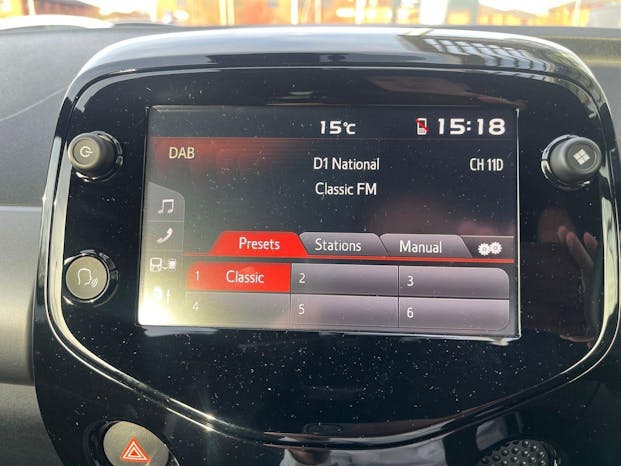 15℃ 15:18
DAB
D1 National CH 11D
Classic FM
Presets Stations Manual
1 Classic 2 3
4 5 6